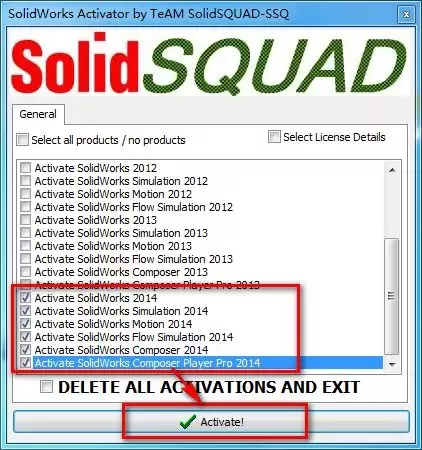 SolidWorks Activator by TeAM SolidSQUAD-SSQ
SolidSQUAD
General
Select all products / no products
Select License Details
Activate SolidWorks 2012
Activate SolidWorks Simulation 2012
Activate SolidWorks Motion 2012
Activate SolidWorks Flow Simulation 2012
Activate SolidWorks 2013
Activate SolidWorks Simulation 2013
Activate SolidWorks Motion 2013
Activate SolidWorks Flow Simulation 2013
Activate SolidWorks Composer 2013
Activate SolidWorks Composer Player Pro 2013
Activate SolidWorks 2014
Activate SolidWorks Simulation 2014
Activate SolidWorks Motion 2014
Activate SolidWorks Flow Simulation 2014
Activate SolidWorks Composer 2014
Activate SolidWorks Composer Player Pro 2014
DELETE ALL ACTIVATIONS AND EXIT
Activate!